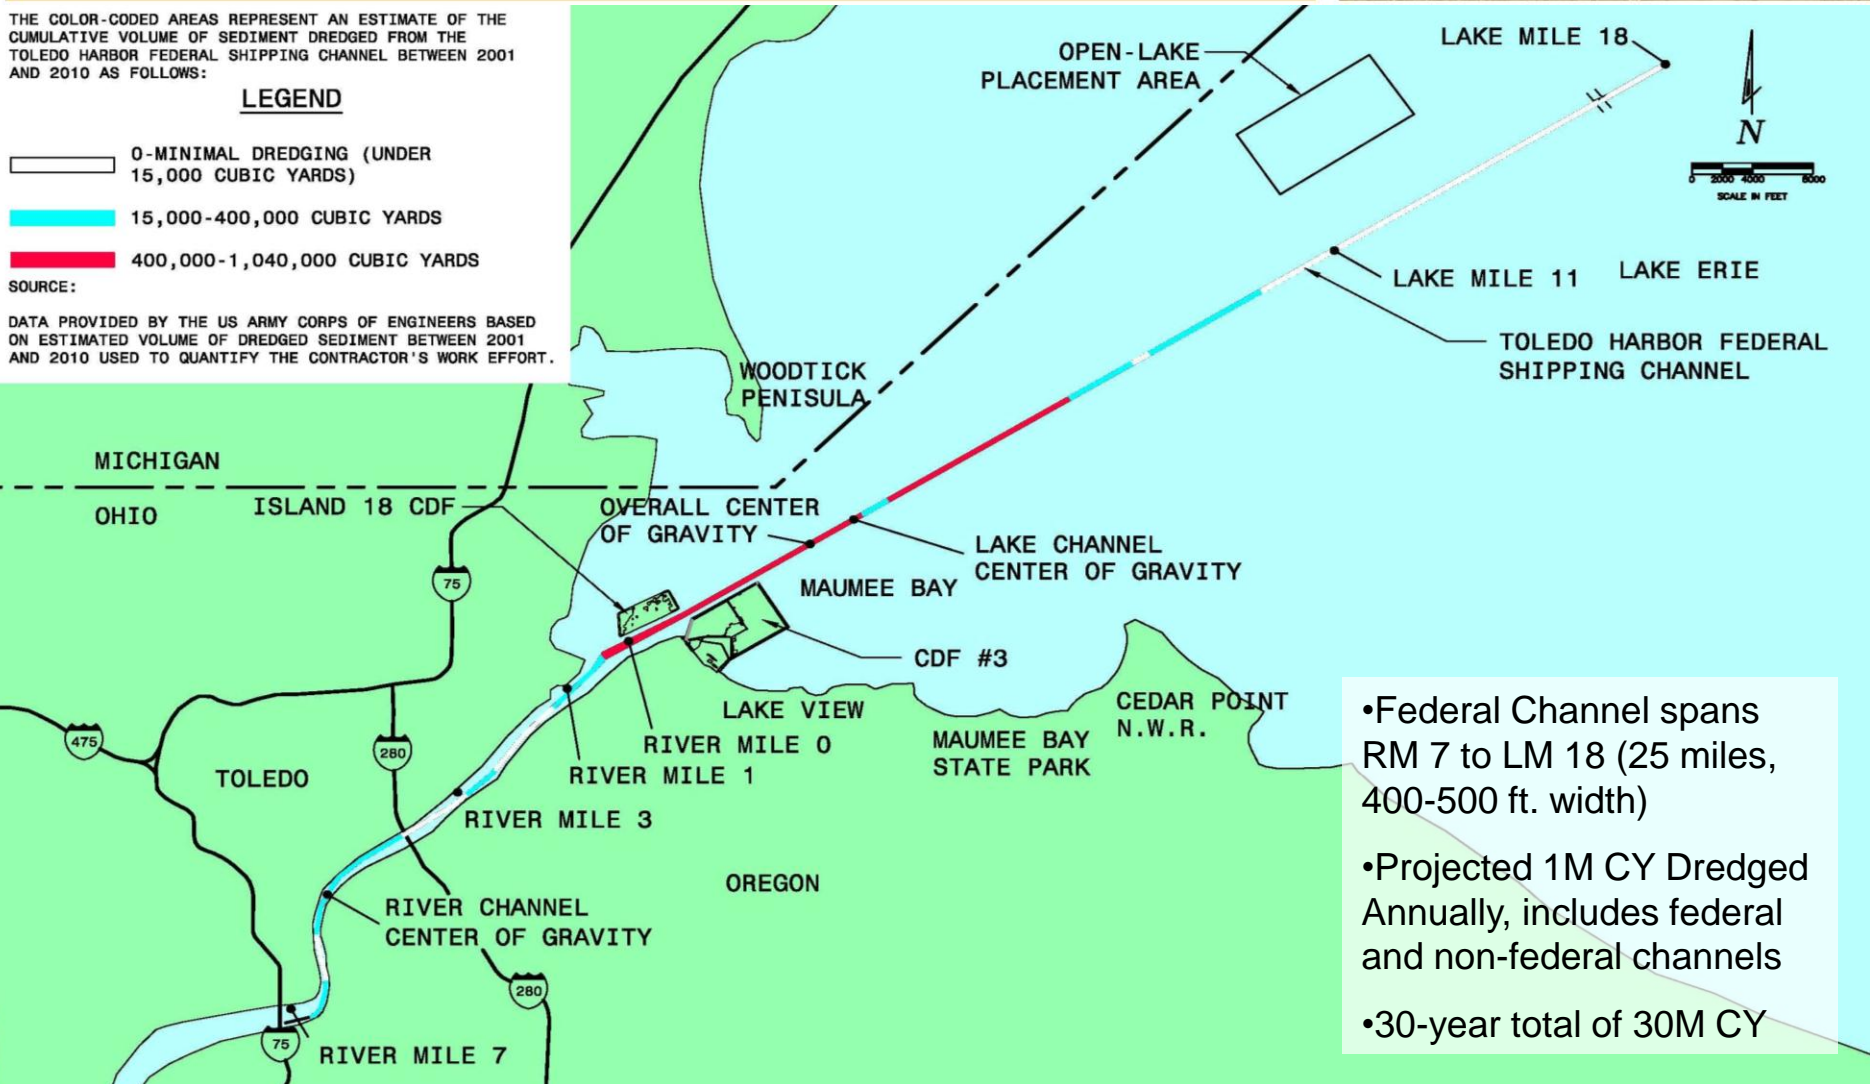 THE COLOR-CODED AREAS REPRESENT AN ESTIMATE OF THE
CUMULATIVE VOLUME OF SEDIMENT DREDGED FROM THE
TOLEDO HARBOR FEDERAL SHIPPING CHANNEL BETWEEN 2001
AND 2010 AS FOLLOWS:
LEGEND
0-MINIMAL DREDGING (UNDER
15,000 CUBIC YARDS)
15,000-400,000 CUBIC YARDS
400,000-1,040,000 CUBIC YARDS
SOURCE:
DATA PROVIDED BY THE US ARMY CORPS OF ENGINEERS BASED
ON ESTIMATED VOLUME OF DREDGED SEDIMENT BETWEEN 2001
AND 2010 USED TO QUANTIFY THE CONTRACTOR'S WORK EFFORT.
OPEN-LAKE
PLACEMENT AREA
LAKE MILE 18
N
0 2000 4000 8000
SCALE IN FEET
LAKE MILE 11
LAKE ERIE
TOLEDO HARBOR FEDERAL
SHIPPING CHANNEL
WOODTICK
PENISULA
MICHIGAN
OHIO
ISLAND 18 CDF
OVERALL CENTER
OF GRAVITY
LAKE CHANNEL
CENTER OF GRAVITY
75
MAUMEE BAY
CDF #3
LAKE VIEW
CEDAR POINT
N.W.R.
MAUMEE BAY
STATE PARK
RIVER MILE 0
RIVER MILE 1
475
280
TOLEDO
RIVER MILE 3
OREGON
RIVER CHANNEL
CENTER OF GRAVITY
280
75
RIVER MILE 7
•Federal Channel spans
RM 7 to LM 18 (25 miles,
400-500 ft. width)
•Projected 1M CY Dredged
Annually, includes federal
and non-federal channels
•30-year total of 30M CY